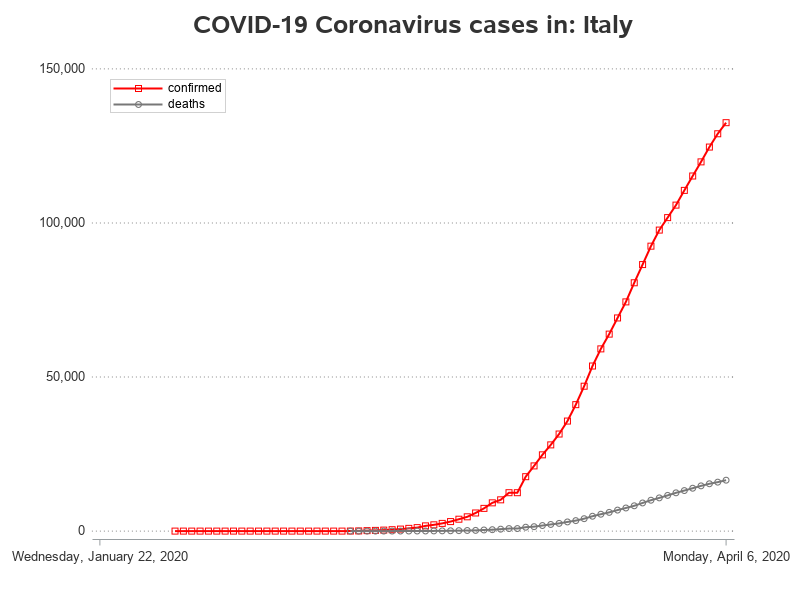 COVID-19 Coronavirus cases in: Italy
150,000
confirmed
deaths
100,000
50,000
0
Wednesday, January 22, 2020
Monday, April 6, 2020